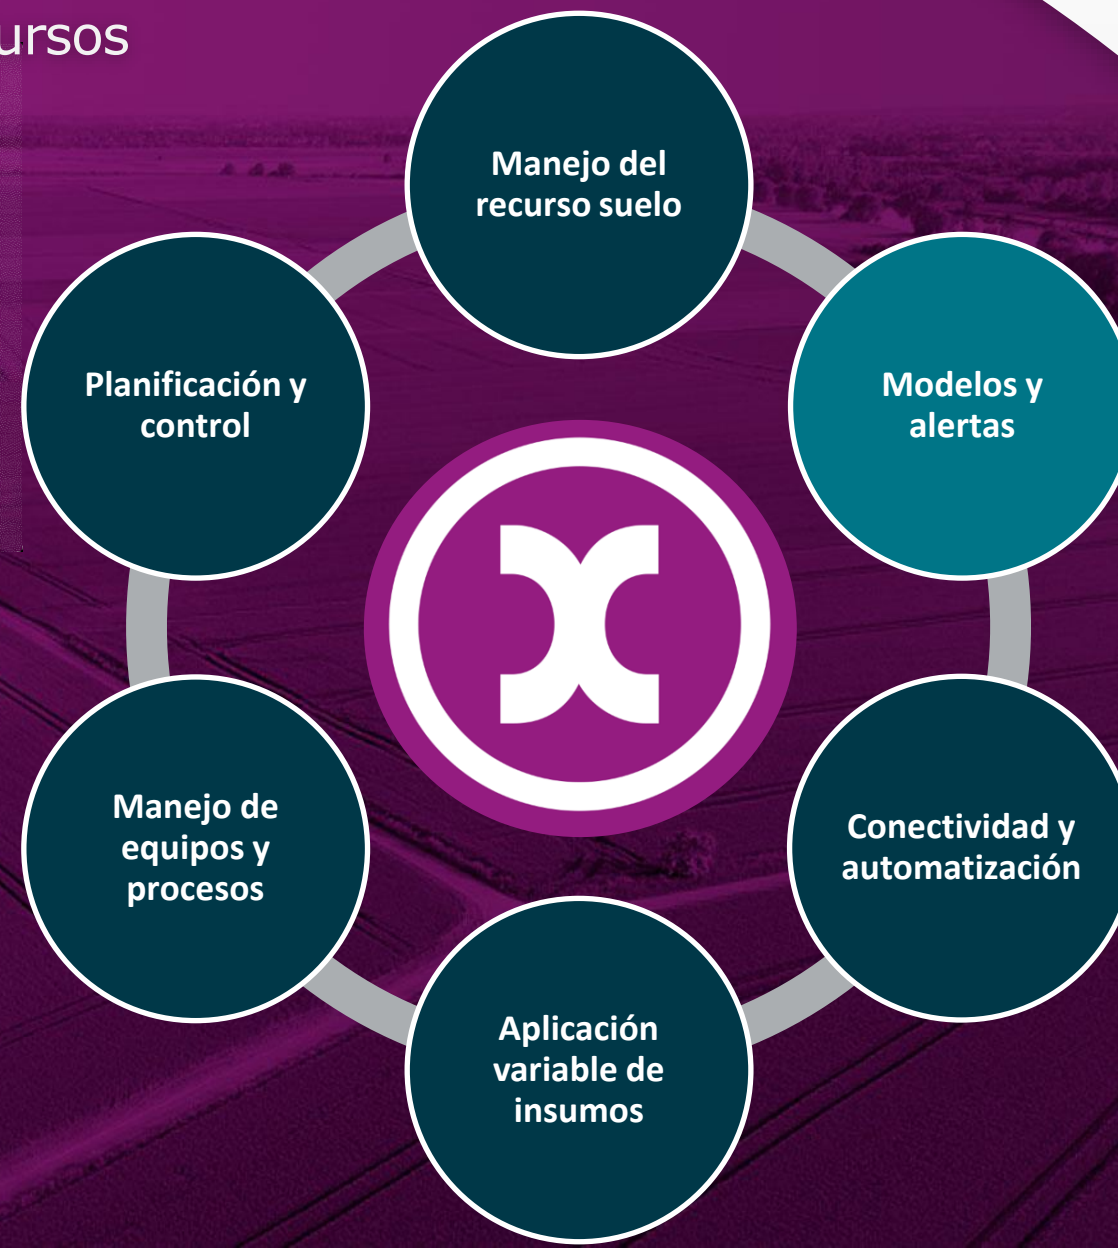 ursos
Manejo del
recurso suelo
Modelos y
alertas
Conectividad y
automatización
Aplicación
variable de
insumos
Manejo de
equipos y
procesos
Planificación y
control